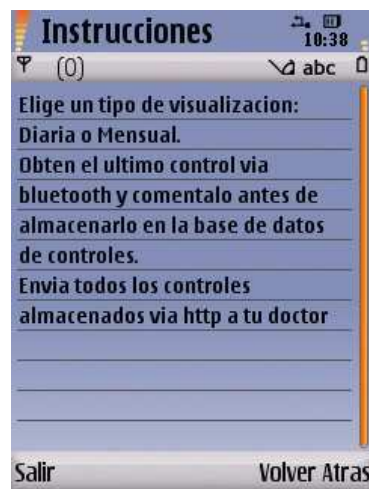 Instrucciones
10:38
(0)
abc
Elige un tipo de visualizacion:
Diaria o Mensual.
Obten el ultimo control via
bluetooth y comentalo antes de
almacenarlo en la base de datos
de controles.
Envia todos los controles
almacenados via http a tu doctor
Salir
Volver Atras